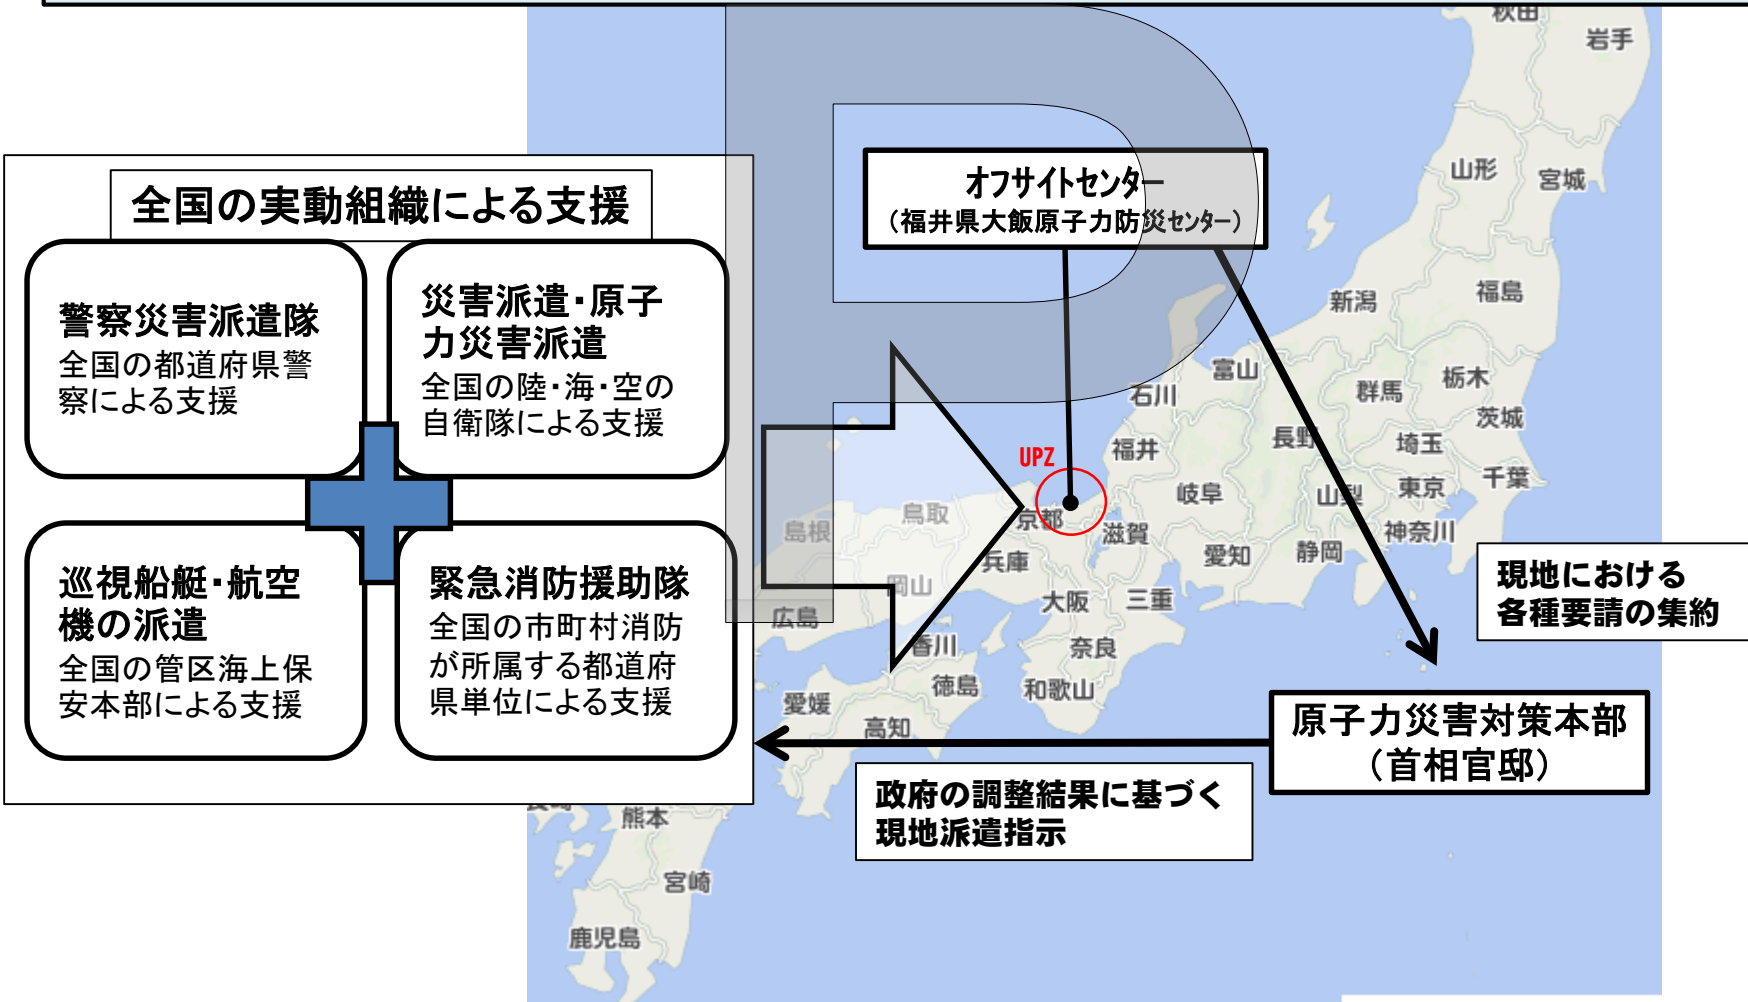 全国の実動組織による支援
警察災害派遣隊
全国の都道府県警
察による支援
災害派遣・原子
力災害派遣
全国の陸・海・空の
自衛隊による支援
巡視船艇・航空
機の派遣
全国の管区海上保
安本部による支援
緊急消防援助隊
全国の市町村消防
が所属する都道府
県単位による支援
オフサイトセンター
（福井県大飯原子力防災センター）
UPZ
現地における
各種要請の集約
原子力災害対策本部
（首相官邸）
政府の調整結果に基づく
現地派遣指示
秋田
岩手
山形
宮城
新潟
福島
富山
石川
群馬
栃木
茨城
福井
長野
埼玉
千葉
岐阜
山梨
東京
神奈川
島根
鳥取
京都
滋賀
愛知
静岡
兵庫
岡山
大阪
三重
広島
香川
奈良
徳島
和歌山
愛媛
高知
長崎
熊本
宮崎
鹿児島
P